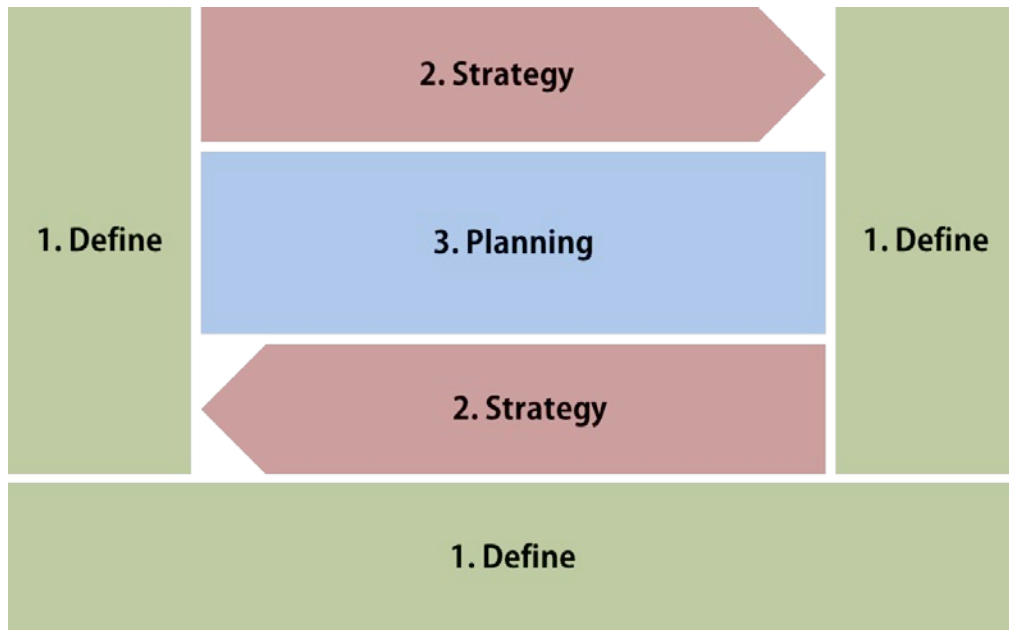 2. Strategy
1. Define
3. Planning
1. Define
2. Strategy
1. Define